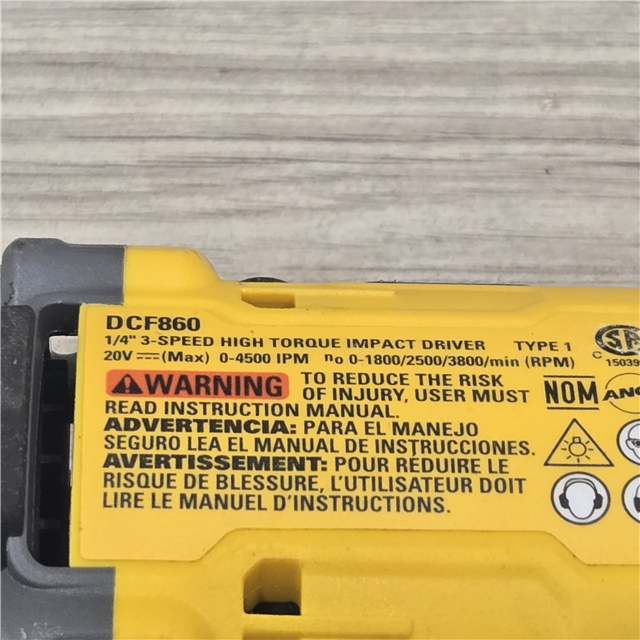 DCF860
1/4" 3-SPEED HIGH TORQUE IMPACT DRIVER TYPE 1
20V ⎓ (Max) 0-4500 IPM no 0-1800/2500/3800/min (RPM)
WARNING TO REDUCE THE RISK
OF INJURY, USER MUST
READ INSTRUCTION MANUAL.
ADVERTENCIA: PARA EL MANEJO
SEGURO LEA EL MANUAL DE INSTRUCCIONES.
AVERTISSEMENT: POUR RÉDUIRE LE
RISQUE DE BLESSURE, L'UTILISATEUR DOIT
LIRE LE MANUEL D'INSTRUCTIONS.
C
NOM